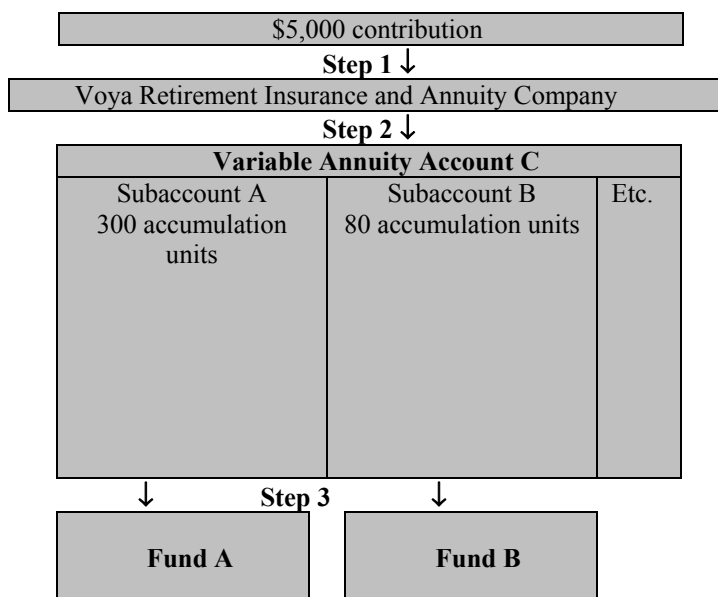 $5,000 contribution
Step 1 ↓
Voya Retirement Insurance and Annuity Company
Step 2 ↓
Variable Annuity Account C
Subaccount A
300 accumulation
units
Subaccount B
80 accumulation units
Etc.
↓ Step 3 ↓
Fund A
Fund B